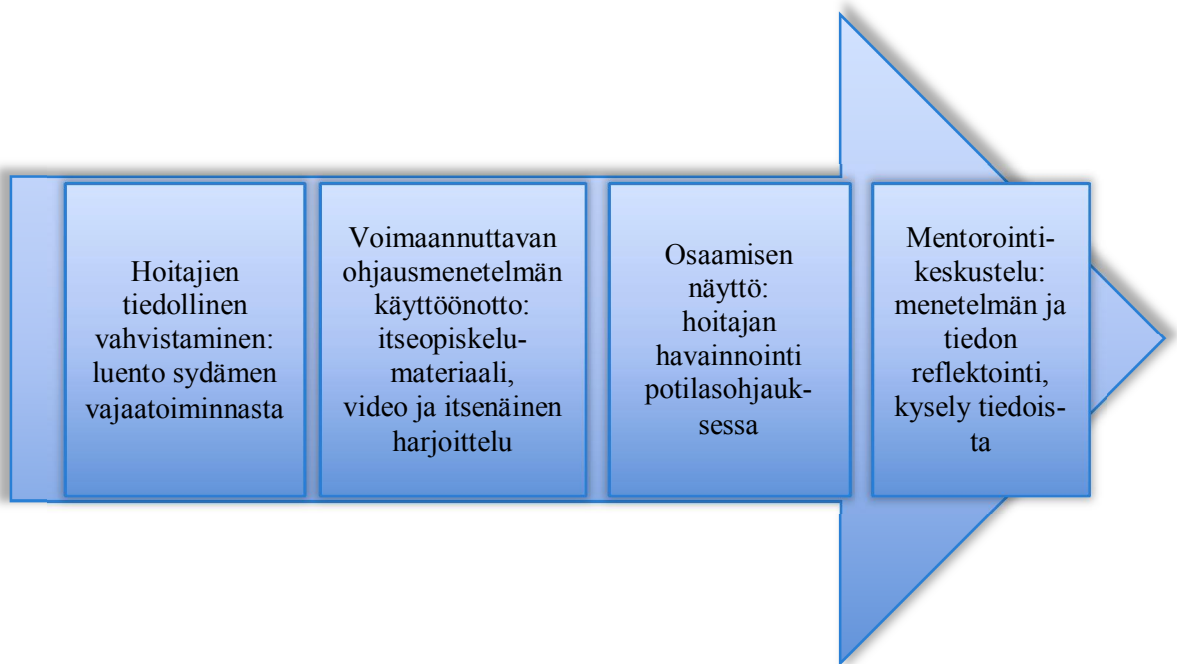 Hoitajien
tiedollinen
vahvistaminen:
luento sydämen
vajaatoiminnasta
Voimaannuttavan
ohjausmenetelmän
käyttöönotto:
itseopiskelu-
materiaali,
video ja itsenäinen
harjoittelu
Osaamisen
näyttö:
hoitajan
havainnointi
potilasohjauk-
sessa
Mentorointi-
keskustelu:
menetelmän ja
tiedon
reflektointi,
kysely tiedois-
ta